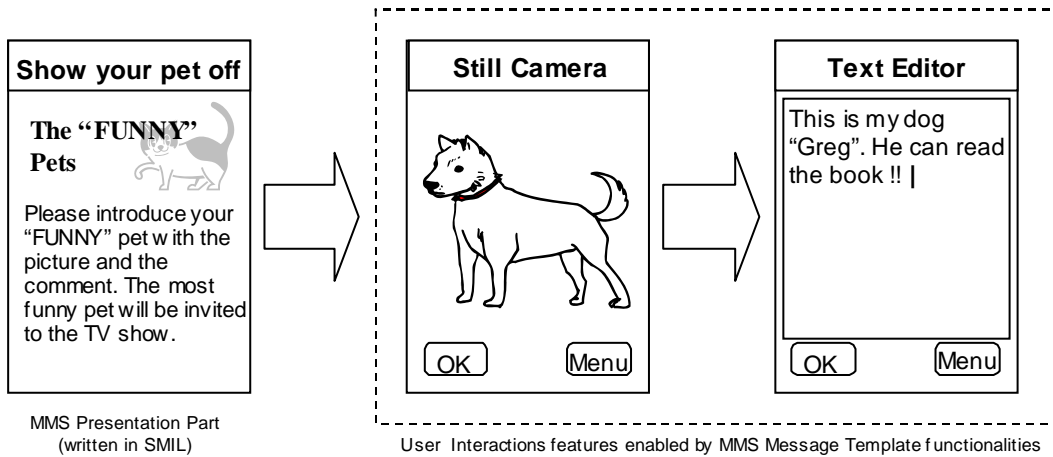 Show your pet off
The “FUNNY”
Pets
Please introduce your
“FUNNY” pet with the
picture and the
comment. The most
funny pet will be invited
to the TV show.
MMS Presentation Part
(written in SMIL)
Still Camera
OK
Menu
Text Editor
This is my dog
“Greg”. He can read
the book !!
OK
Menu
User Interactions features enabled by MMS Message Template functionalities